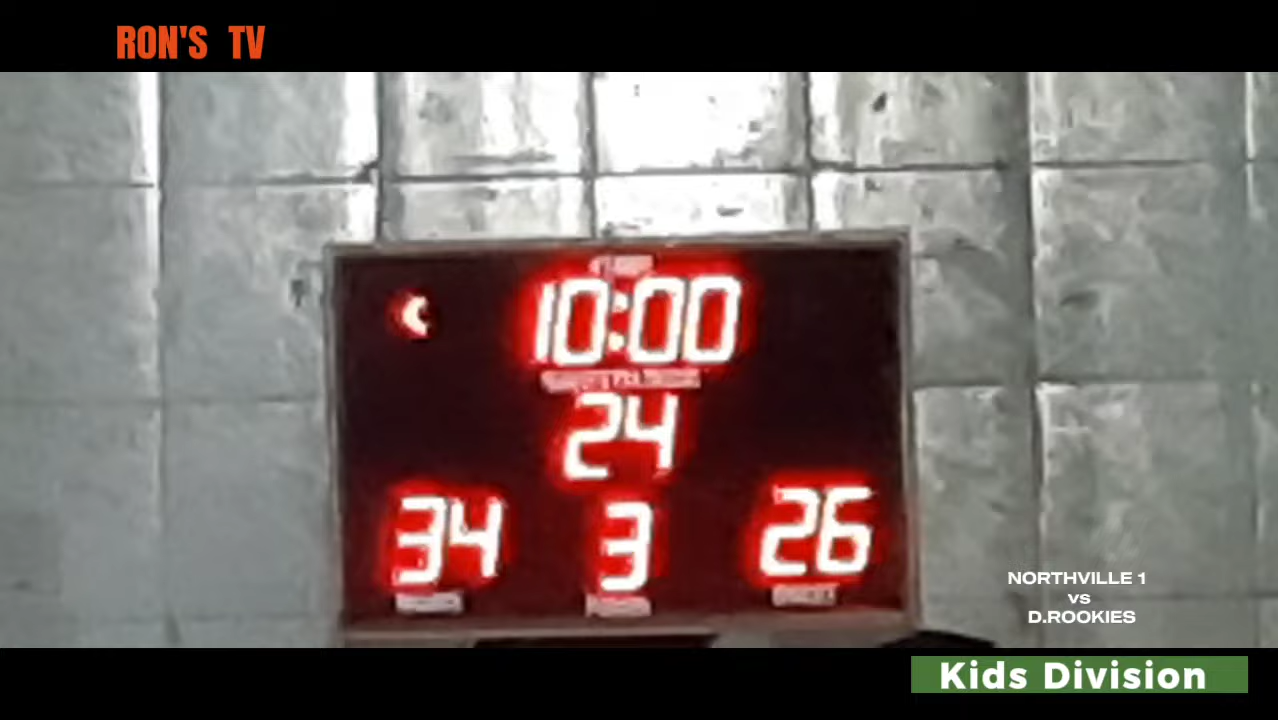 RON'S TV
10:00
24
34 3 26
NORTHVILLE 1
vs
D.ROOKIES
Kids Division